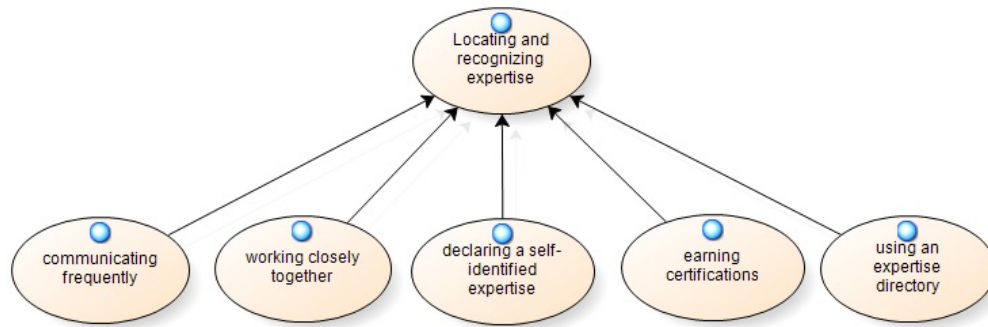 Locating and
recognizing
expertise
communicating
frequently
working closely
together
declaring a self-
identified
expertise
earning
certifications
using an
expertise
directory